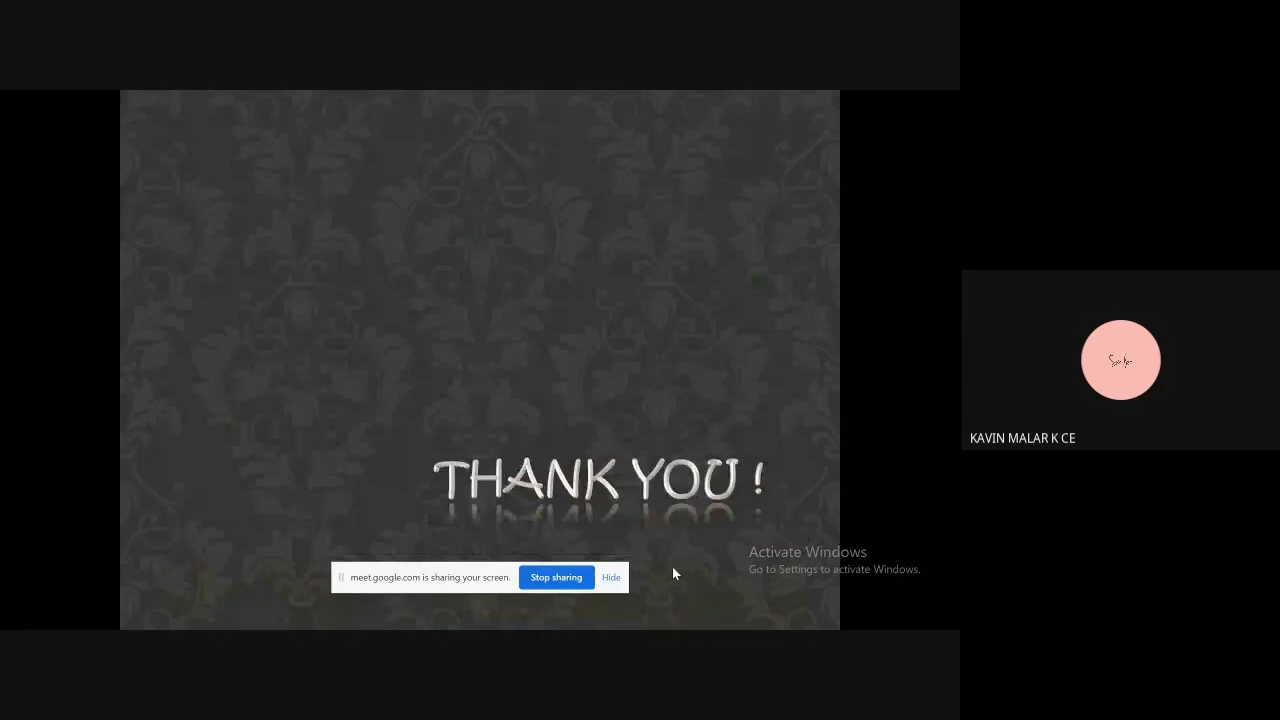 THANK YOU !
Activate Windows
Go to Settings to activate Windows.
meet.google.com is sharing your screen.
Stop sharing
Hide
KAVIN MALAR K CE